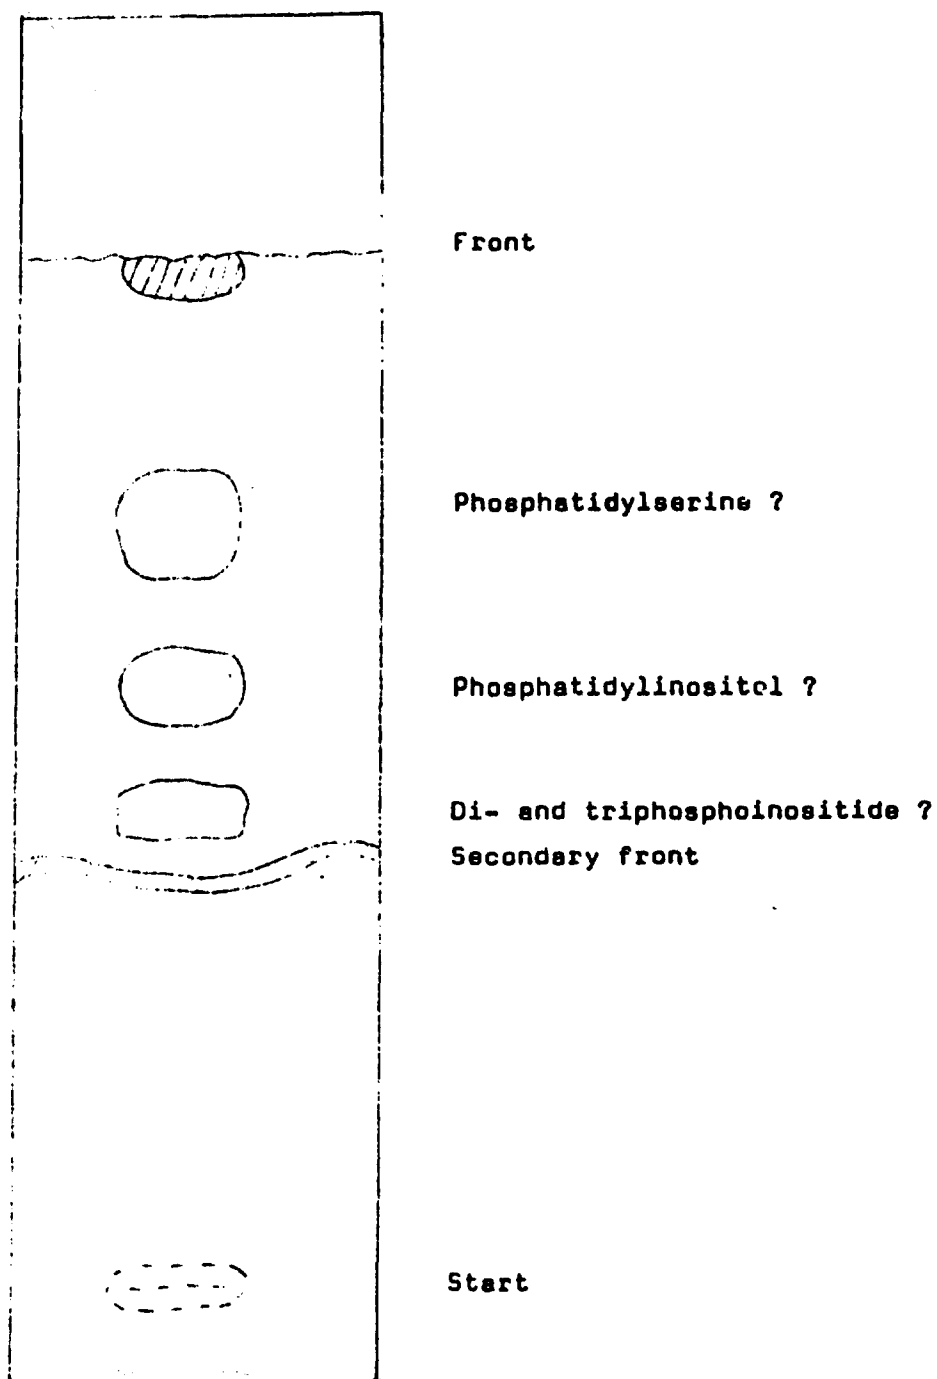 Front
Phosphatidylserine ?
Phosphatidylinositol ?
Di- and triphosphoinositide ?
Secondary front
Start